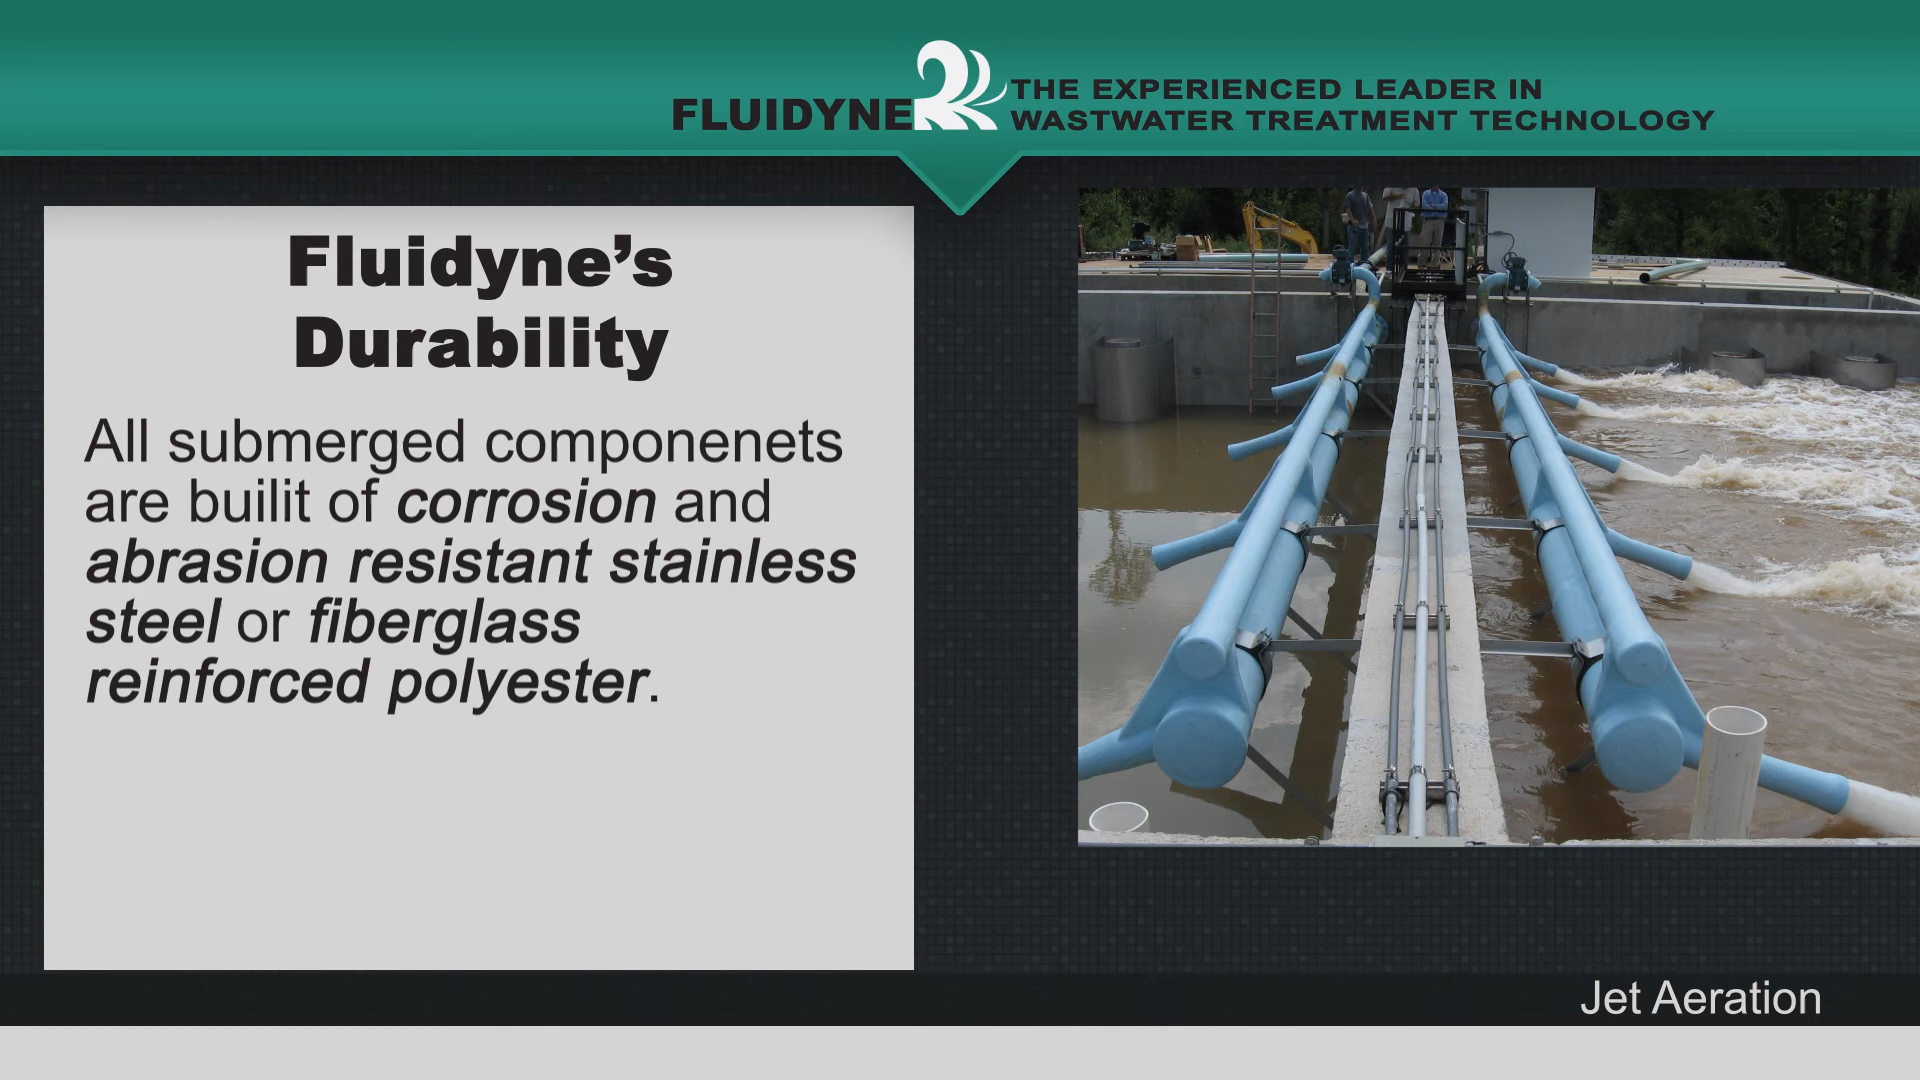 FLUIDYNE
THE EXPERIENCED LEADER IN
WASTWATER TREATMENT TECHNOLOGY
Fluidyne’s
Durability
All submerged componenets
are builit of corrosion and
abrasion resistant stainless
steel or fiberglass
reinforced polyester.
Jet Aeration